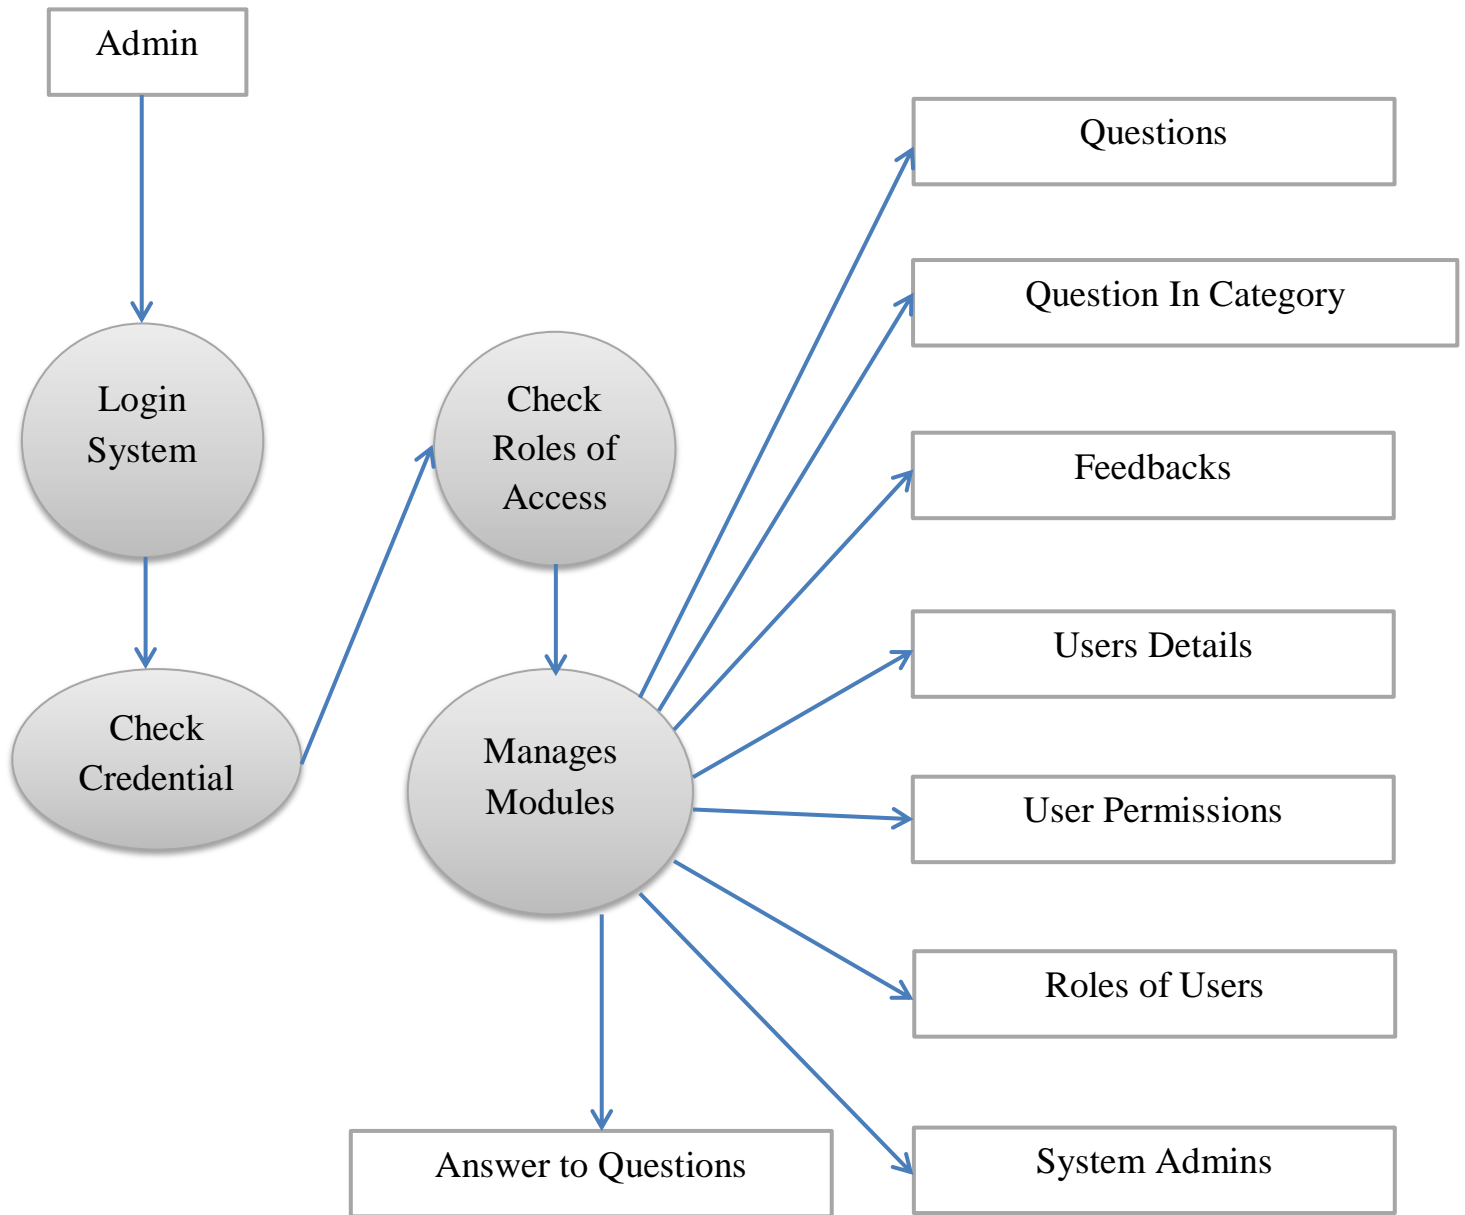 Admin
Questions
Question In Category
Login
System
Check
Roles of
Access
Feedbacks
Users Details
Check
Credential
Manages
Modules
User Permissions
Roles of Users
Answer to Questions
System Admins